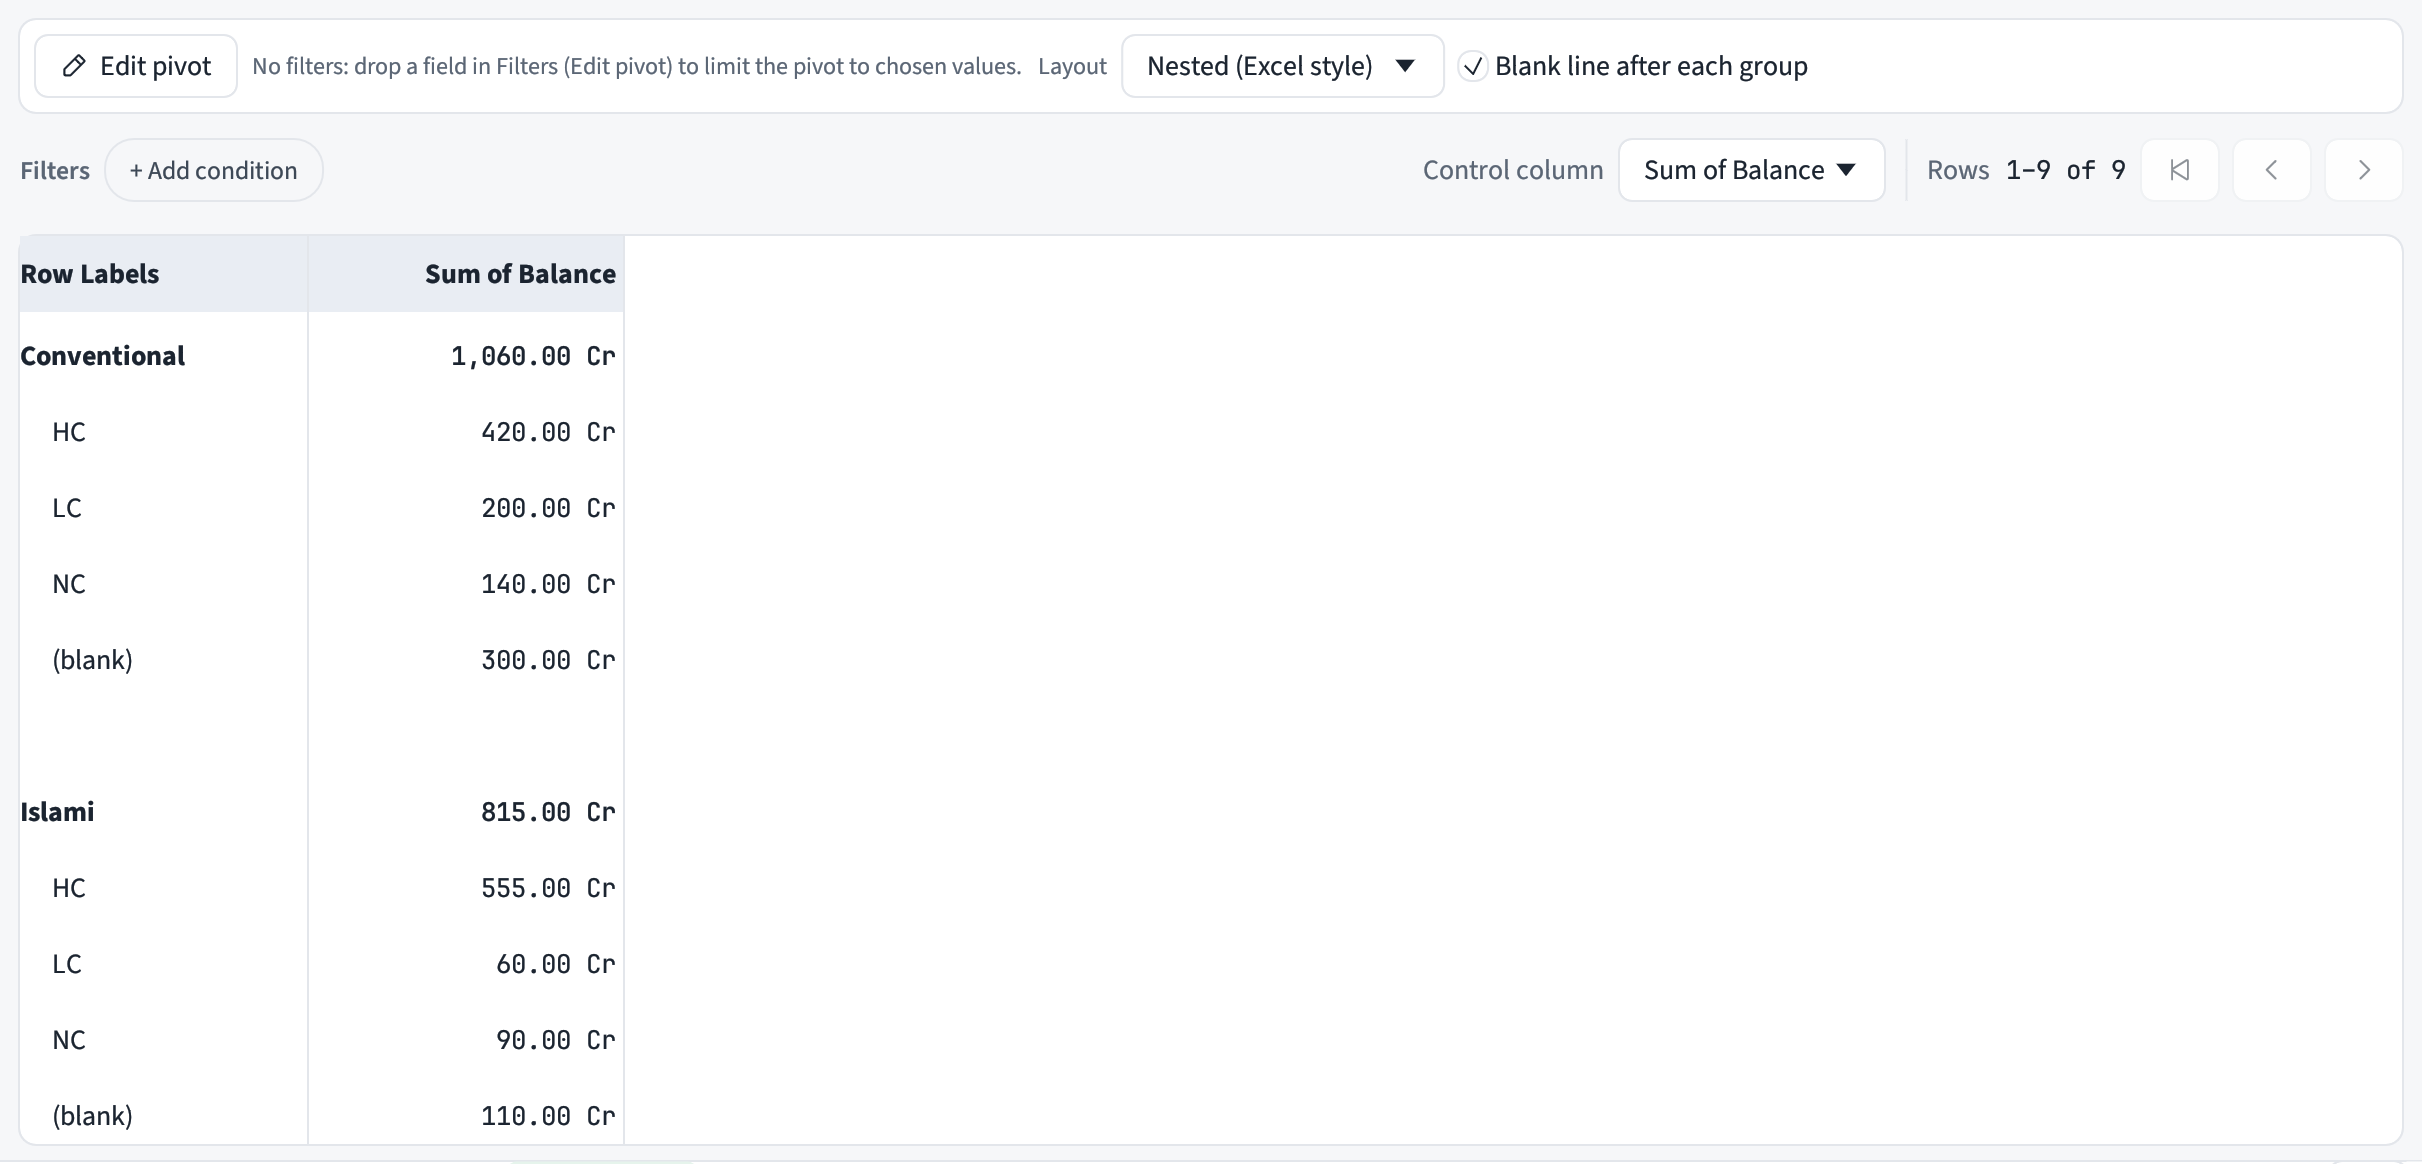 Edit pivot No filters: drop a field in Filters (Edit pivot) to limit the pivot to chosen values. Layout Nested (Excel style) Blank line after each group
Filters + Add condition Control column Sum of Balance Rows 1–9 of 9
Row Labels Sum of Balance
Conventional 1,060.00 Cr
HC 420.00 Cr
LC 200.00 Cr
NC 140.00 Cr
(blank) 300.00 Cr
Islami 815.00 Cr
HC 555.00 Cr
LC 60.00 Cr
NC 90.00 Cr
(blank) 110.00 Cr